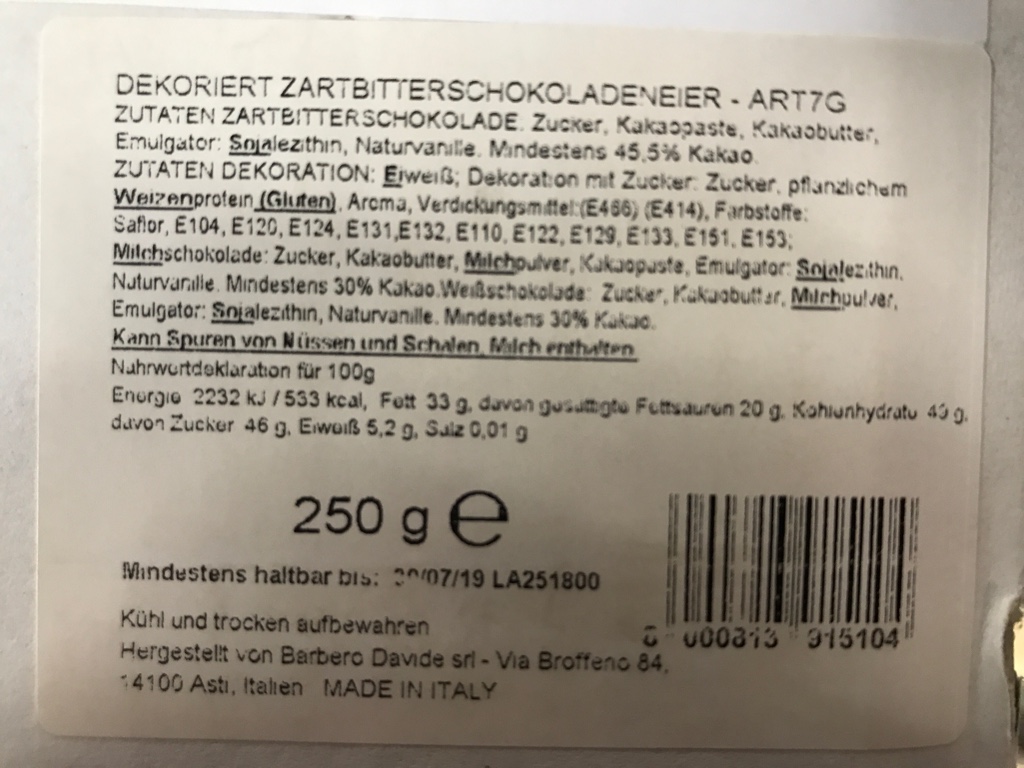 DEKORIERT ZARTBITTERSCHOKOLADENEIER - ART7G
ZUTATEN ZARTBITTERSCHOKOLADE: Zucker, Kakaopaste, Kakaobutter,
Emulgator: Sojalezithin, Naturvanille. Mindestens 45,5% Kakao.
ZUTATEN DEKORATION: Eiweiß; Dekoration mit Zucker: Zucker, pflanzlichem
Weizenprotein (Gluten), Aroma, Verdickungsmittel:(E466) (E414), Farbstoffe:
Saflor, E104, E120, E124, E131,E132, E110, E122, E129, E133, E151, E153;
Milchschokolade: Zucker, Kakaobutter, Milchpulver, Kakaopaste, Emulgator: Sojalezithin,
Naturvanille. Mindestens 30% Kakao.Weißschokolade: Zucker, Kakaobutter, Milchpulver,
Emulgator: Sojalezithin, Naturvanille. Mindestens 30% Kakao.
Kann Spuren von Nüssen und Schalen, Milch enthalten
Nahrwertdeklaration für 100g
Energie 2232 kJ / 533 kcal, Fett 33 g, davon gesättigte Fettsäuren 20 g, Kohlenhydrate g,
davon Zucker 46 g, Eiweiß 5,2 g, Salz 0,01 g
250 g e
Mindestens haltbar bis: /07/19 LA251800
Kühl und trocken aufbewahren
8 000813 915104
Hergestellt von Barbero Davide srl - Via Brofferio 84,
14100 Asti, Italien MADE IN ITALY